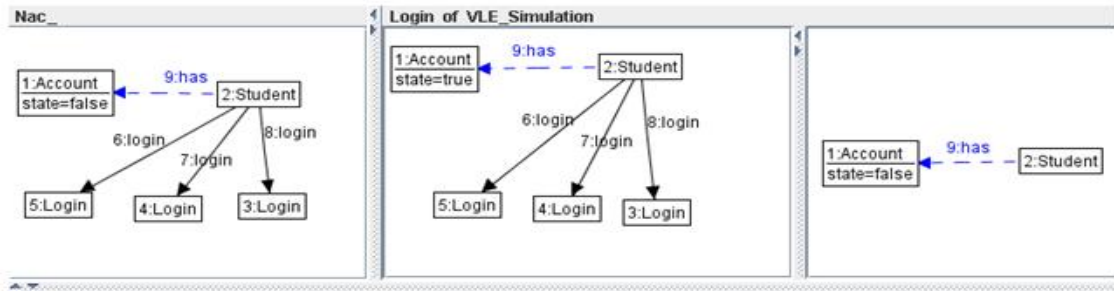 Nac_
1:Account
state=false
9:has
2:Student
6:login
7:login
8:login
5:Login
4:Login
3:Login
Login of VLE_Simulation
1:Account
state=true
9:has
2:Student
6:login
7:login
8:login
5:Login
4:Login
3:Login
1:Account
state=false
9:has
2:Student